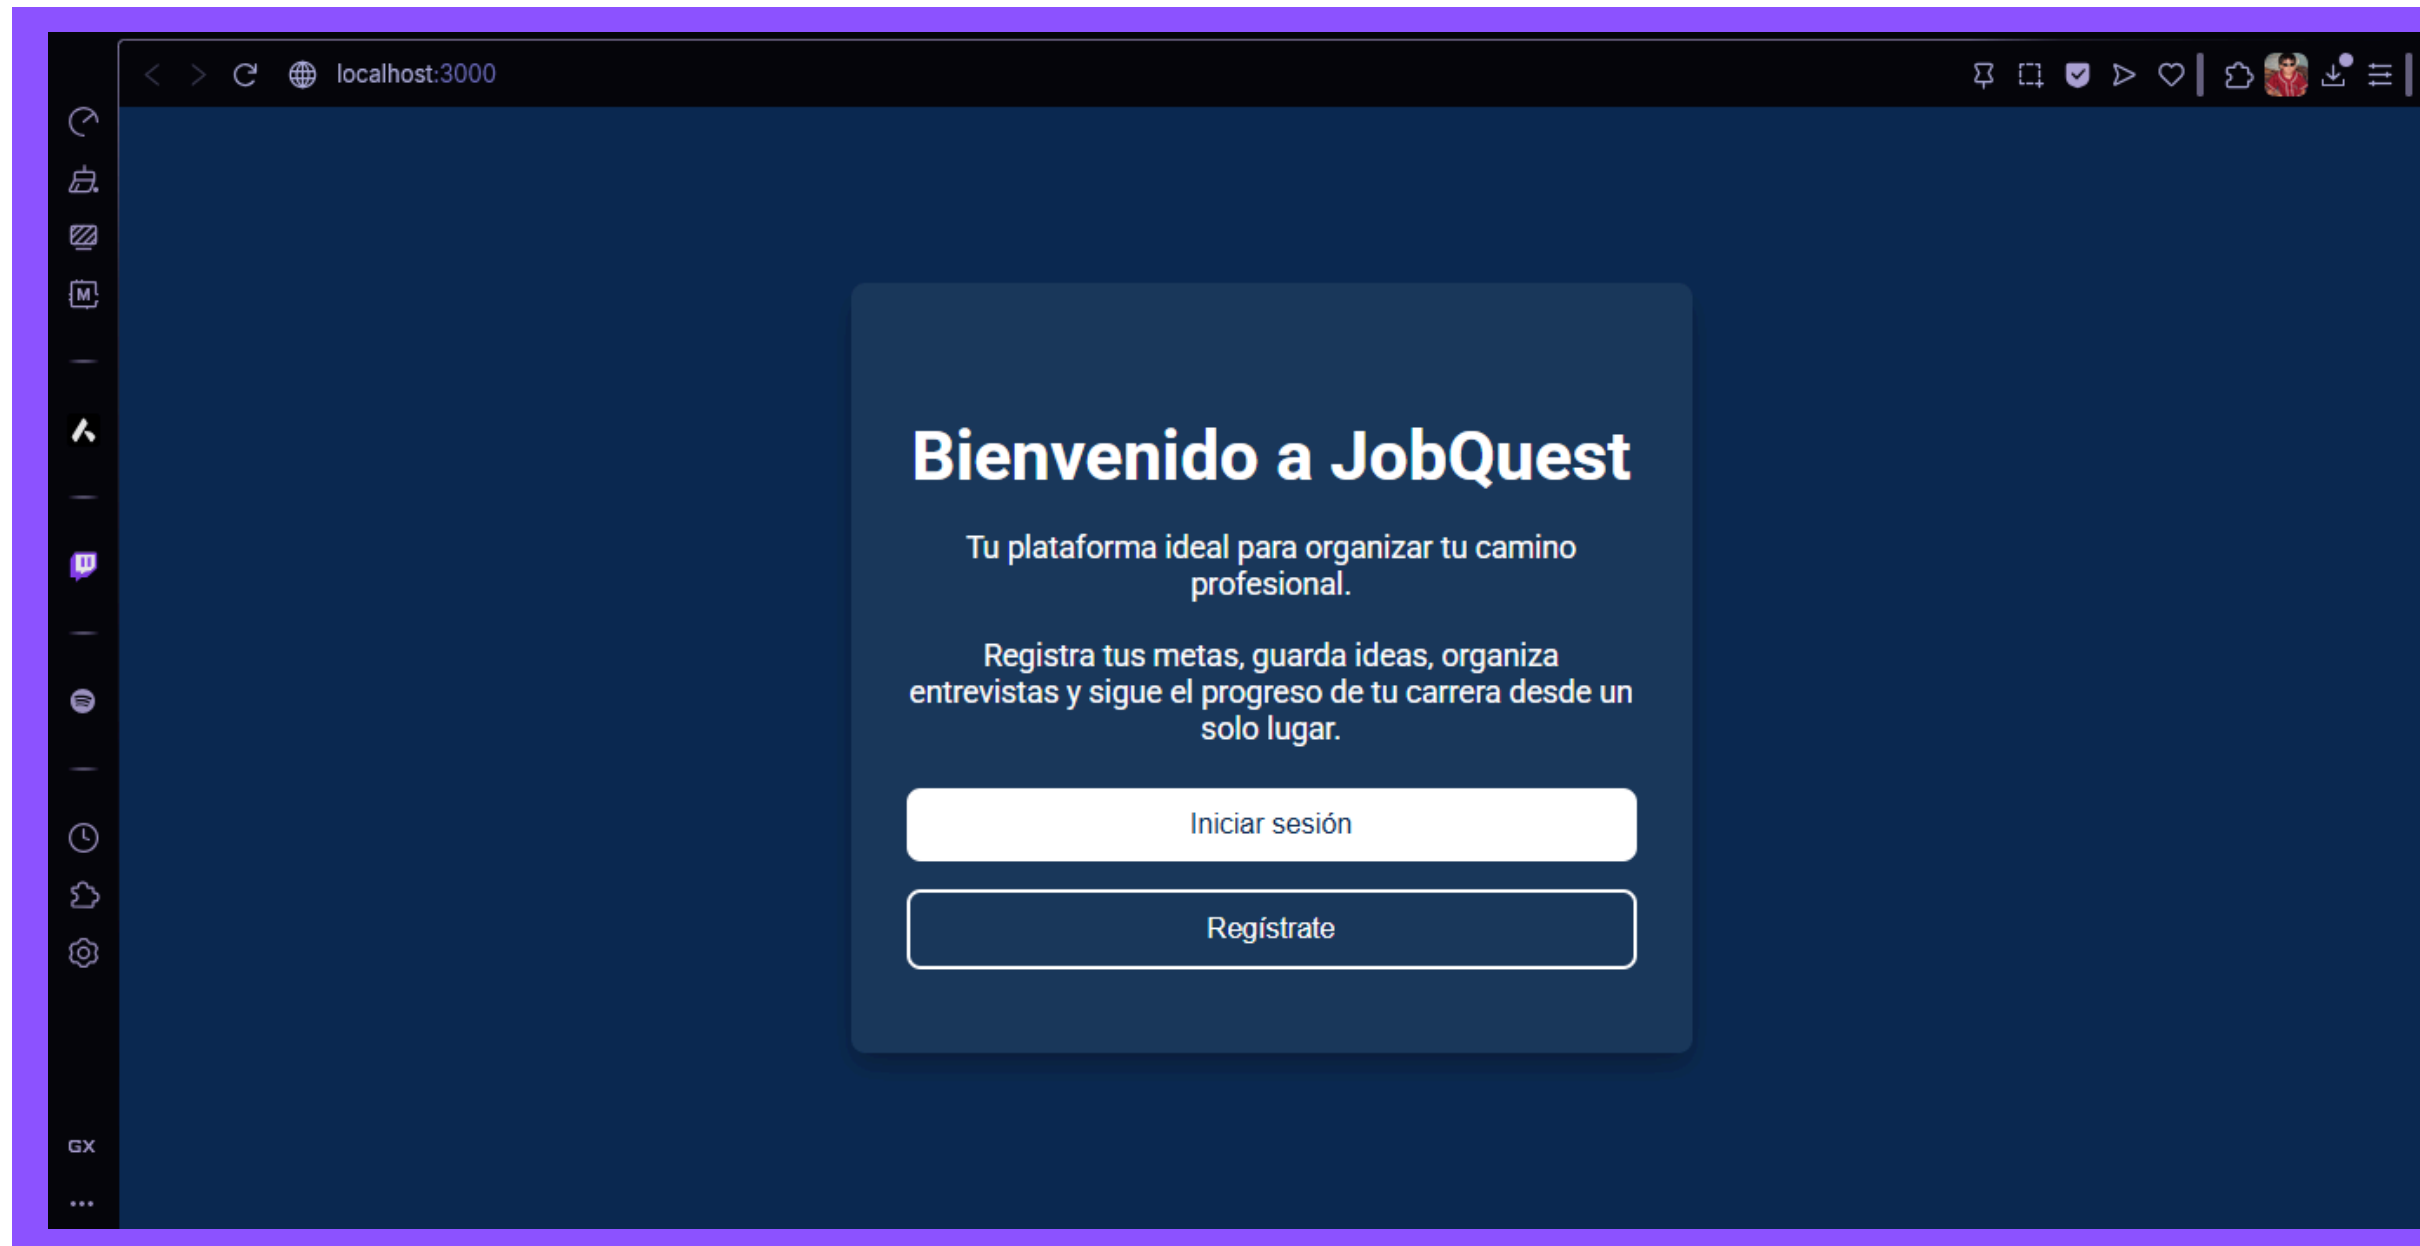 localhost:3000
M
Bienvenido a JobQuest
Tu plataforma ideal para organizar tu camino
profesional.
Registra tus metas, guarda ideas, organiza
entrevistas y sigue el progreso de tu carrera desde un
solo lugar.
Iniciar sesión
Regístrate
GX